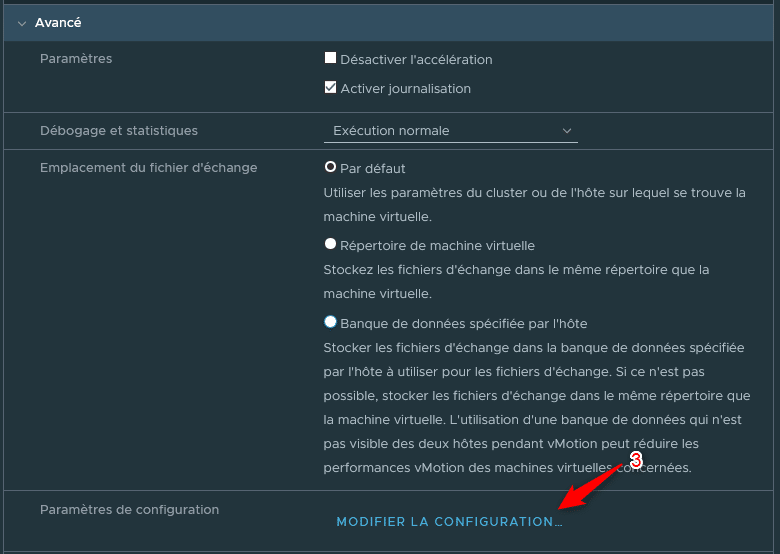 Avancé
Paramètres
Désactiver l'accélération
Activer journalisation
Débogage et statistiques
Exécution normale
Emplacement du fichier d'échange
Par défaut
Utiliser les paramètres du cluster ou de l'hôte sur lequel se trouve la
machine virtuelle.
Répertoire de machine virtuelle
Stockez les fichiers d'échange dans le même répertoire que la
machine virtuelle.
Banque de données spécifiée par l'hôte
Stocker les fichiers d'échange dans la banque de données spécifiée
par l'hôte à utiliser pour les fichiers d'échange. Si ce n'est pas
possible, stocker les fichiers d'échange dans le même répertoire que
la machine virtuelle. L'utilisation d'une banque de données qui n'est
pas visible des deux hôtes pendant vMotion peut réduire les
performances vMotion des machines virtuelles concernées.
3
Paramètres de configuration
MODIFIER LA CONFIGURATION...